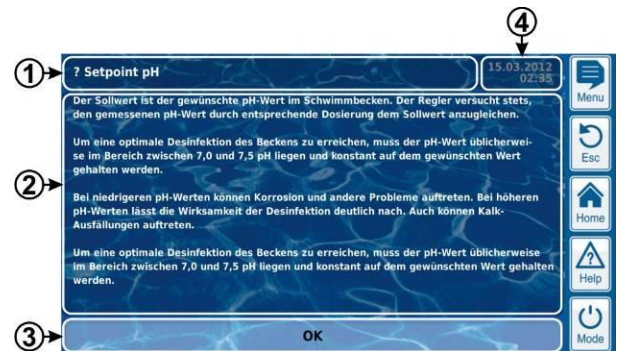 4
1
? Setpoint pH
15.03.2012
02:35
Der Sollwert ist der gewünschte pH-Wert im Schwimmbecken. Der Regler versucht stets,
den gemessenen pH-Wert durch entsprechende Dosierung dem Sollwert anzugleichen.
Um eine optimale Desinfektion des Beckens zu erreichen, muss der pH-Wert üblicherwei-
se im Bereich zwischen 7,0 und 7,5 pH liegen und konstant auf dem gewünschten Wert
gehalten werden.
2
Bei niedrigeren pH-Werten können Korrosion und andere Probleme auftreten. Bei höheren
pH-Werten lässt die Wirksamkeit der Desinfektion deutlich nach. Auch können Kalk-
Ausfällungen auftreten.
Um eine optimale Desinfektion des Beckens zu erreichen, muss der pH-Wert üblicherweise
im Bereich zwischen 7,0 und 7,5 pH liegen und konstant auf dem gewünschten Wert gehalten
werden.
3
OK
Menu
Esc
Home
Help
Mode